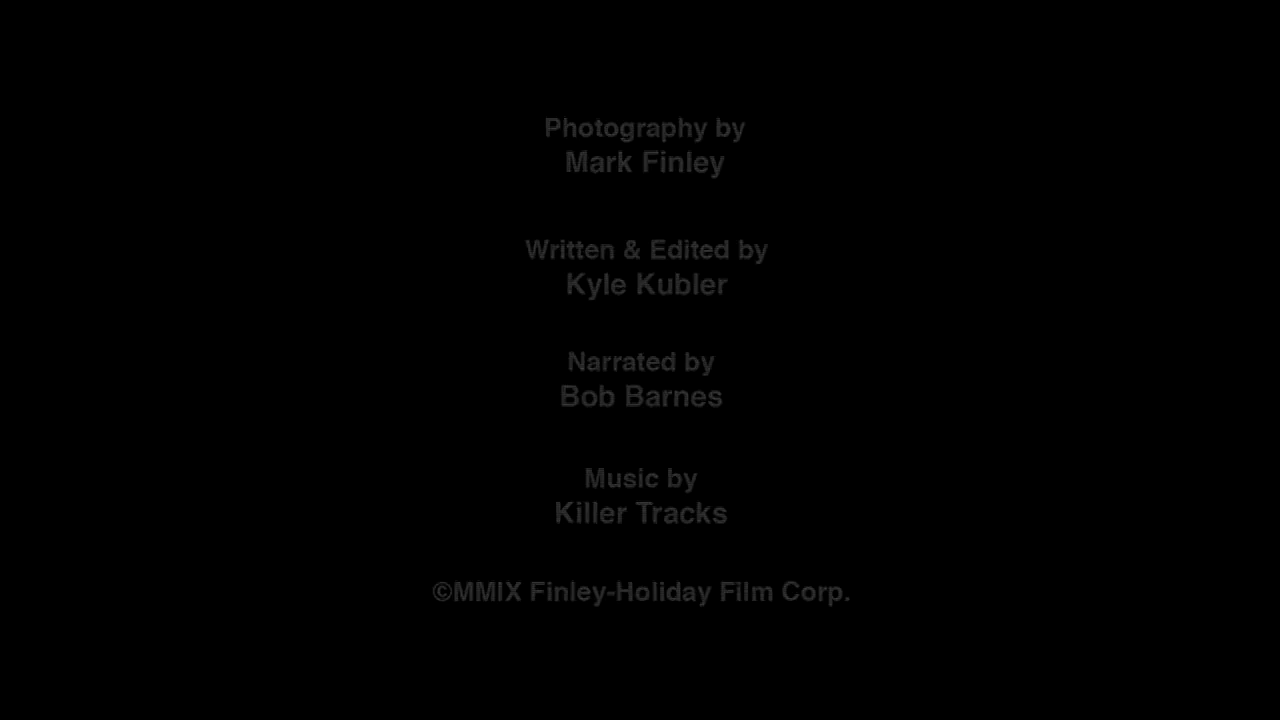 Photography by
Mark Finley
Written & Edited by
Kyle Kubler
Narrated by
Bob Barnes
Music by
Killer Tracks
©MMIX Finley-Holiday Film Corp.